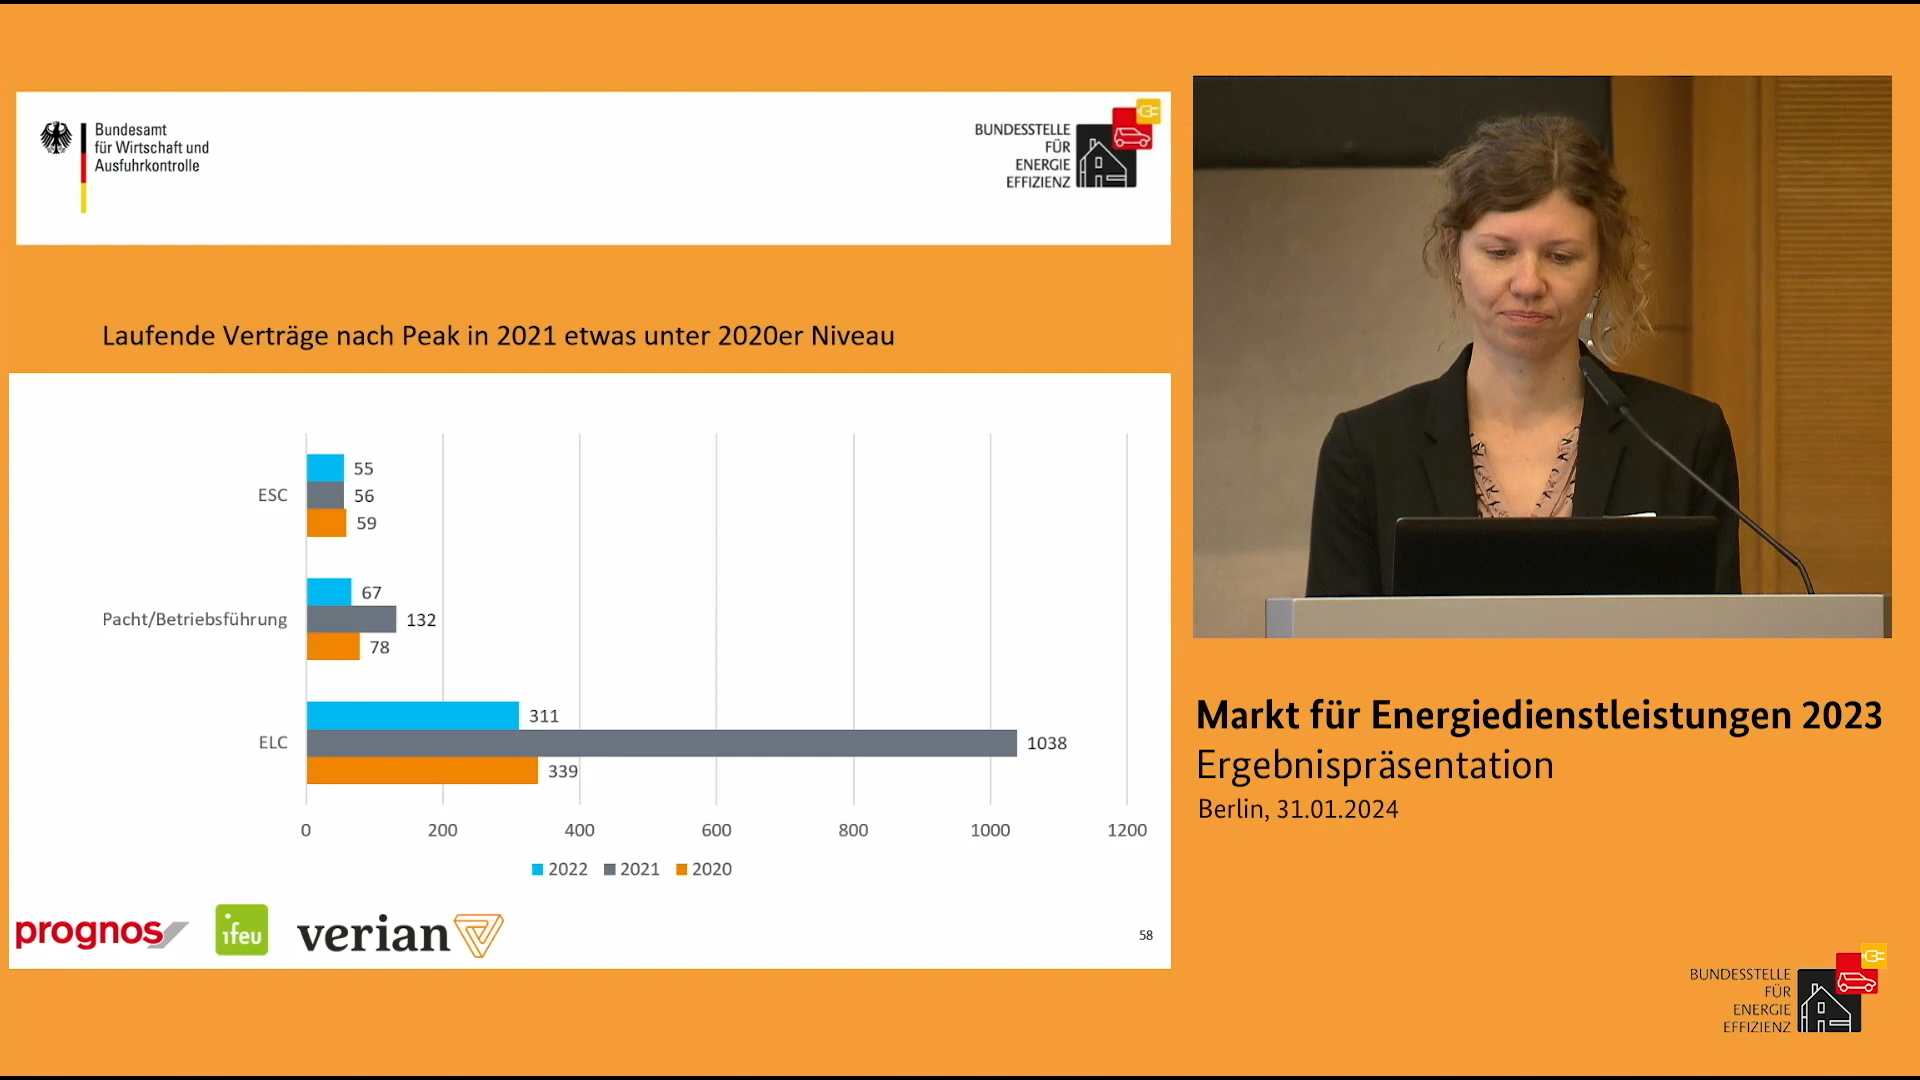 Bundesamt
für Wirtschaft und
Ausfuhrkontrolle
BUNDESSTELLE
FÜR
ENERGIE
EFFIZIENZ
Laufende Verträge nach Peak in 2021 etwas unter 2020er Niveau
ESC
55
56
59
Pacht/Betriebsführung
67
132
78
ELC
311
1038
339
0 200 400 600 800 1000 1200
2022 2021 2020
prognos
ifeu
verian
58
Markt für Energiedienstleistungen 2023
Ergebnispräsentation
Berlin, 31.01.2024
BUNDESSTELLE
FÜR
ENERGIE
EFFIZIENZ